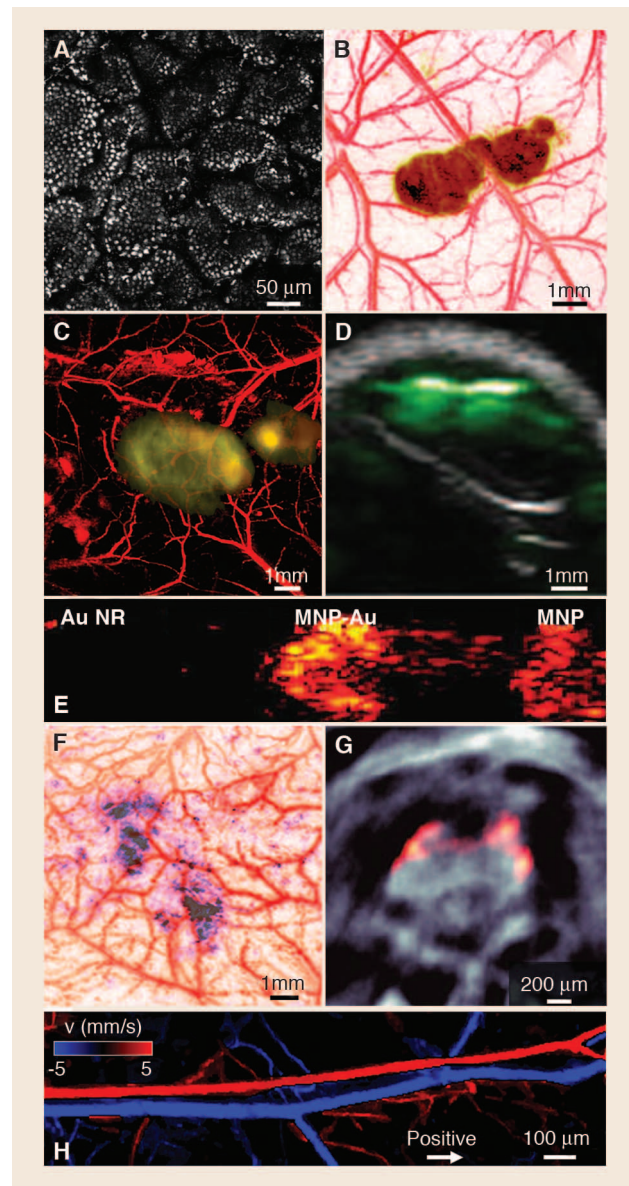 A
50 μm
B
1mm
C
1mm
D
1mm
Au NR
MNP-Au
MNP
E
F
1mm
G
200 μm
v (mm/s)
-5
5
Positive
100 μm
H